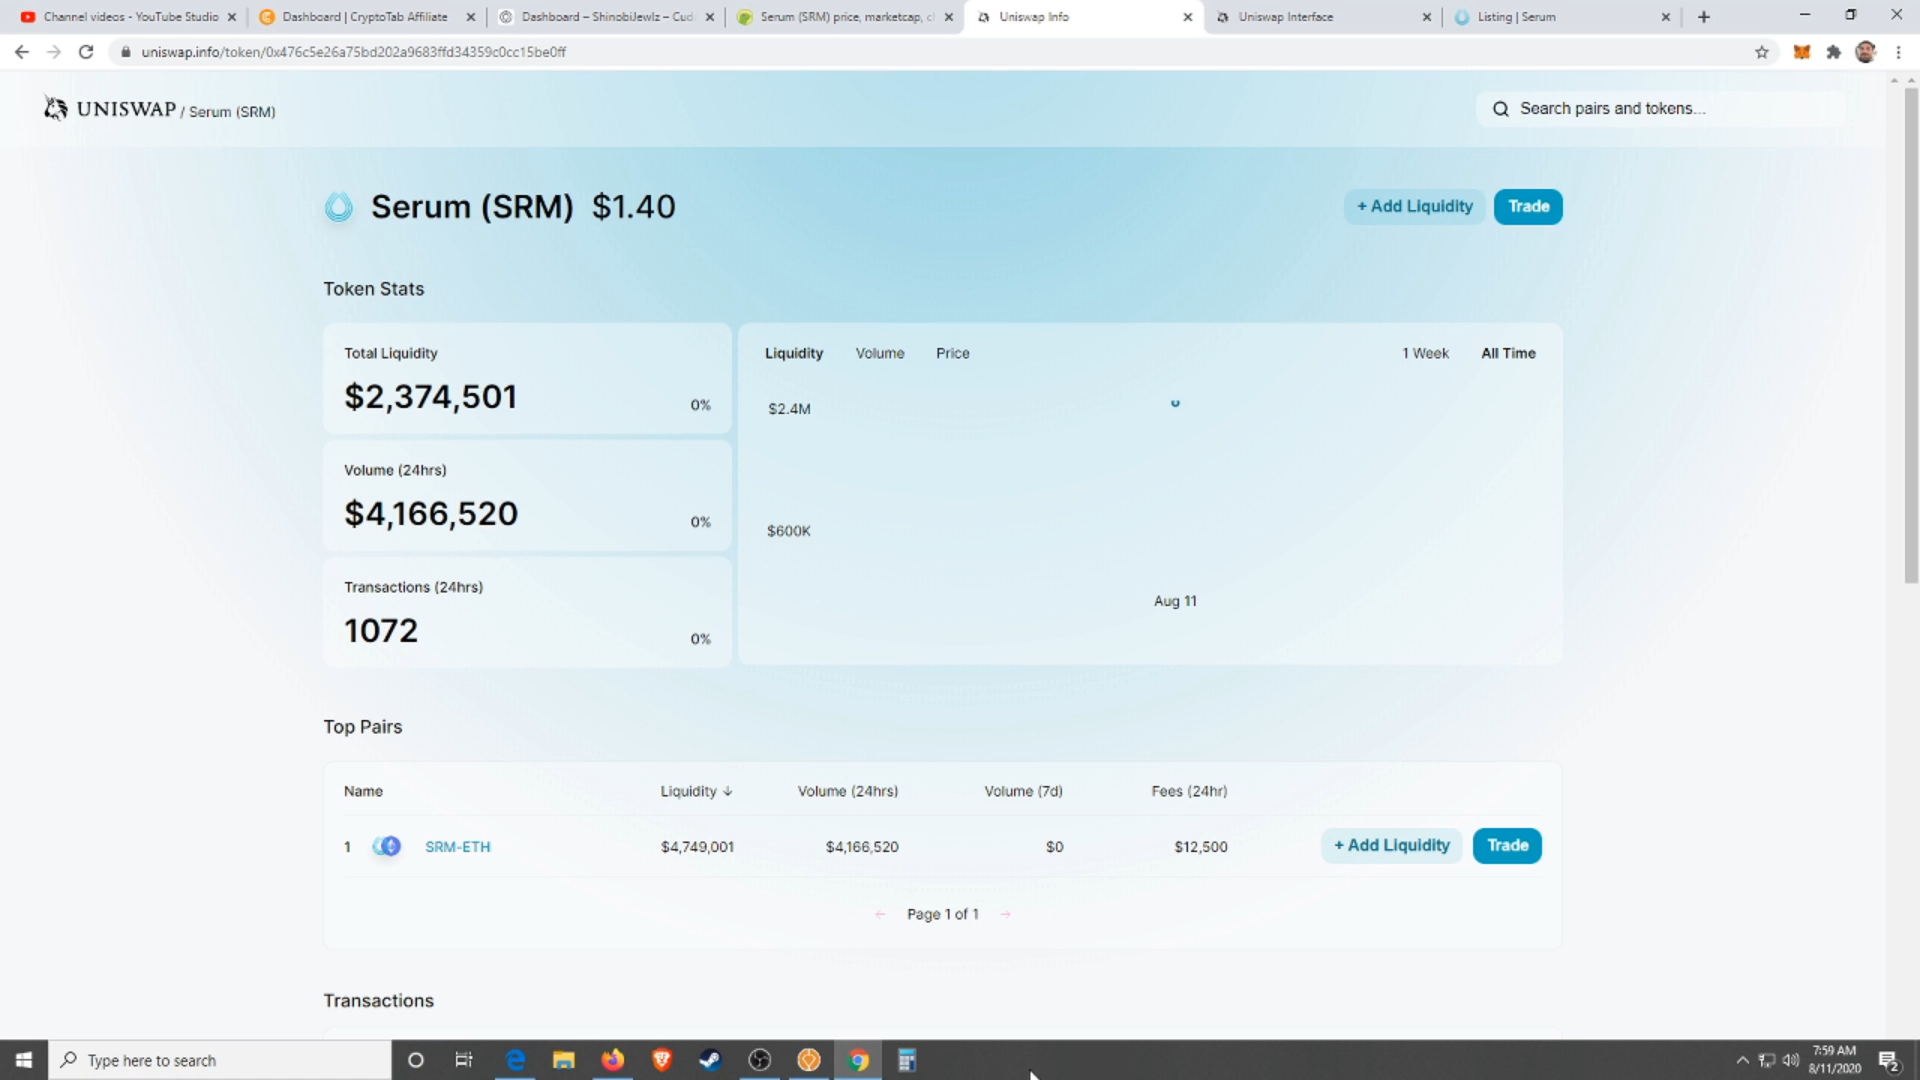 Channel videos - YouTube Studio
Dashboard | CryptoTab Affiliate
Dashboard – ShinobiJewlz – Cud
Serum (SRM) price, marketcap, c
Uniswap Info
Uniswap Interface
Listing | Serum
uniswap.info/token/0x476c5e26a75bd202a9683ffd34359c0cc15be0ff
UNISWAP / Serum (SRM)
Search pairs and tokens...
Serum (SRM) $1.40
+ Add Liquidity
Trade
Token Stats
Total Liquidity
$2,374,501
0%
Volume (24hrs)
$4,166,520
0%
Transactions (24hrs)
1072
0%
Liquidity Volume Price
1 Week All Time
$2.4M
$600K
Aug 11
Top Pairs
Name Liquidity ↓ Volume (24hrs) Volume (7d) Fees (24hr)
1 SRM-ETH $4,749,001 $4,166,520 $0 $12,500 + Add Liquidity Trade
← Page 1 of 1 →
Transactions
Type here to search
7:59 AM
8/11/2020
2